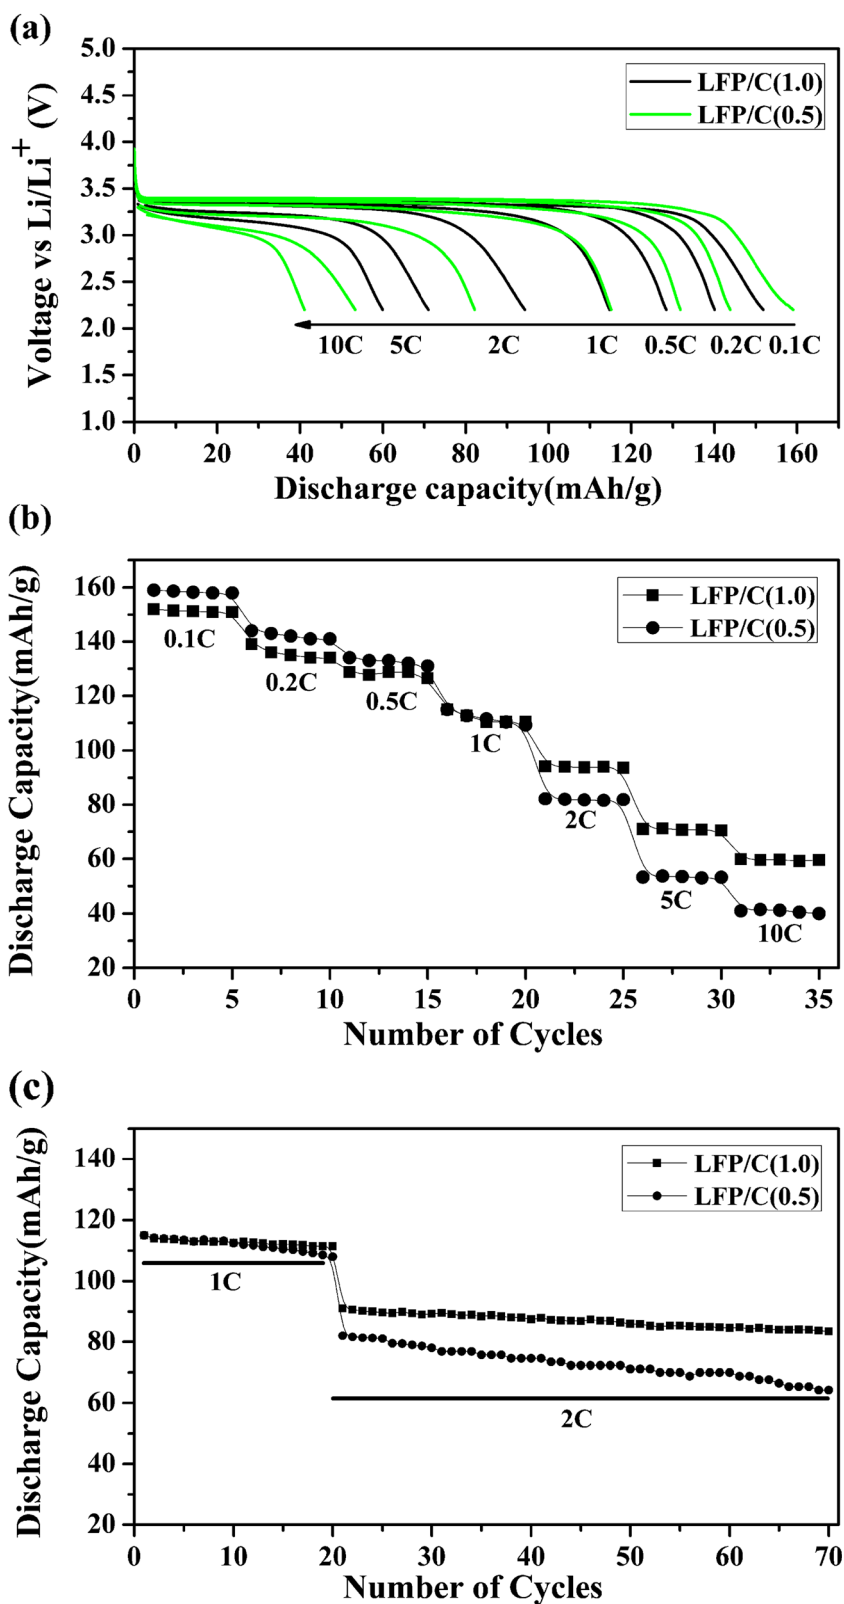 (a)
5.0
4.5
4.0
3.5
3.0
2.5
2.0
1.5
1.0
Voltage vs Li/Li+ (V)
LFP/C(1.0)
LFP/C(0.5)
10C 5C 2C 1C 0.5C 0.2C 0.1C
0 20 40 60 80 100 120 140 160
Discharge capacity(mAh/g)
(b)
160
140
120
100
80
60
40
20
Discharge Capacity(mAh/g)
LFP/C(1.0)
LFP/C(0.5)
0.1C
0.2C
0.5C
1C
2C
5C
10C
0 5 10 15 20 25 30 35
Number of Cycles
(c)
140
120
100
80
60
40
20
Discharge Capacity(mAh/g)
LFP/C(1.0)
LFP/C(0.5)
1C
2C
0 10 20 30 40 50 60 70
Number of Cycles